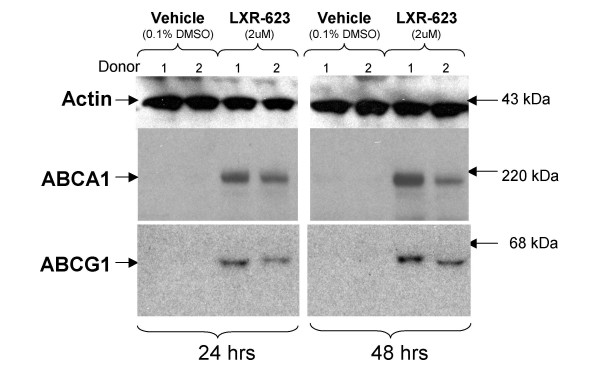 Vehicle LXR-623 Vehicle LXR-623
(0.1% DMSO) (2uM) (0.1% DMSO) (2uM)
Donor 1 2 1 2 1 2 1 2
Actin 43 kDa
ABCA1 220 kDa
68 kDa
ABCG1
24 hrs 48 hrs